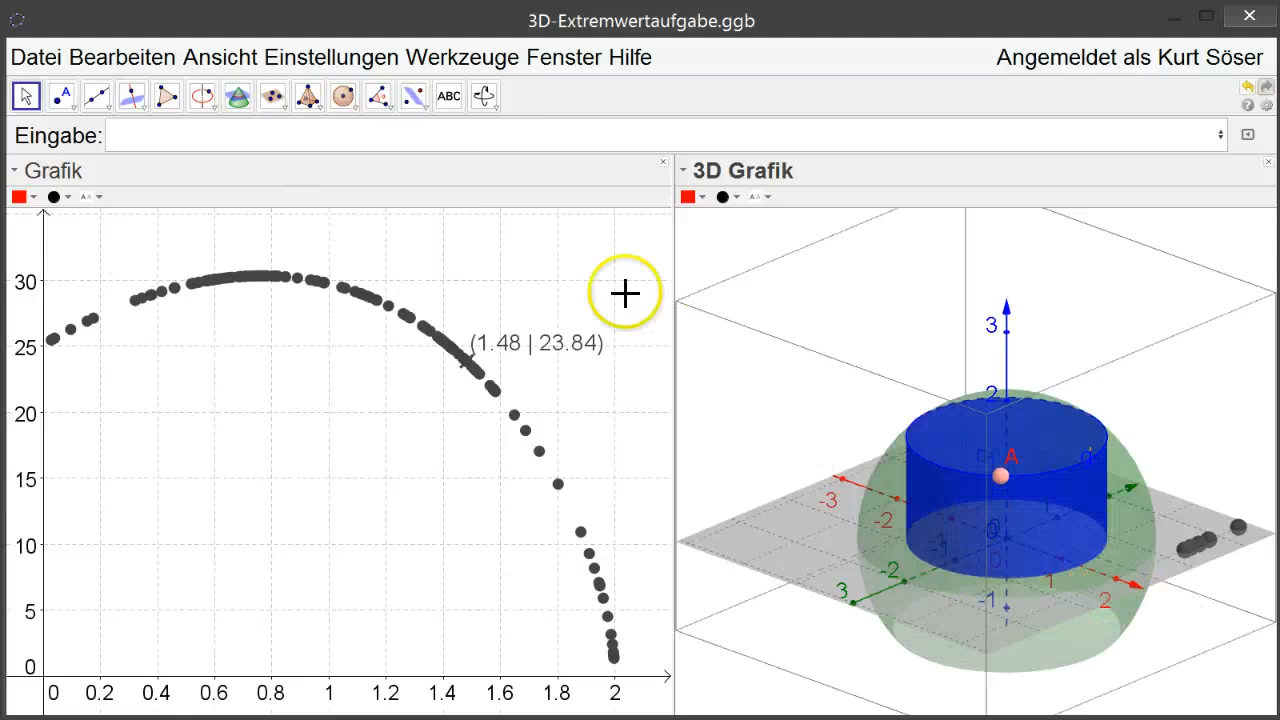 3D-Extremwertaufgabe.ggb
Datei Bearbeiten Ansicht Einstellungen Werkzeuge Fenster Hilfe
Angemeldet als Kurt Söser
ABC
Eingabe:
Grafik
3D Grafik
30
25
20
15
10
5
0
(1.48 | 23.84)
0 0.2 0.4 0.6 0.8 1 1.2 1.4 1.6 1.8 2
3
2
A
-3
-2
0
-1
0
-2
1
3
-1
2